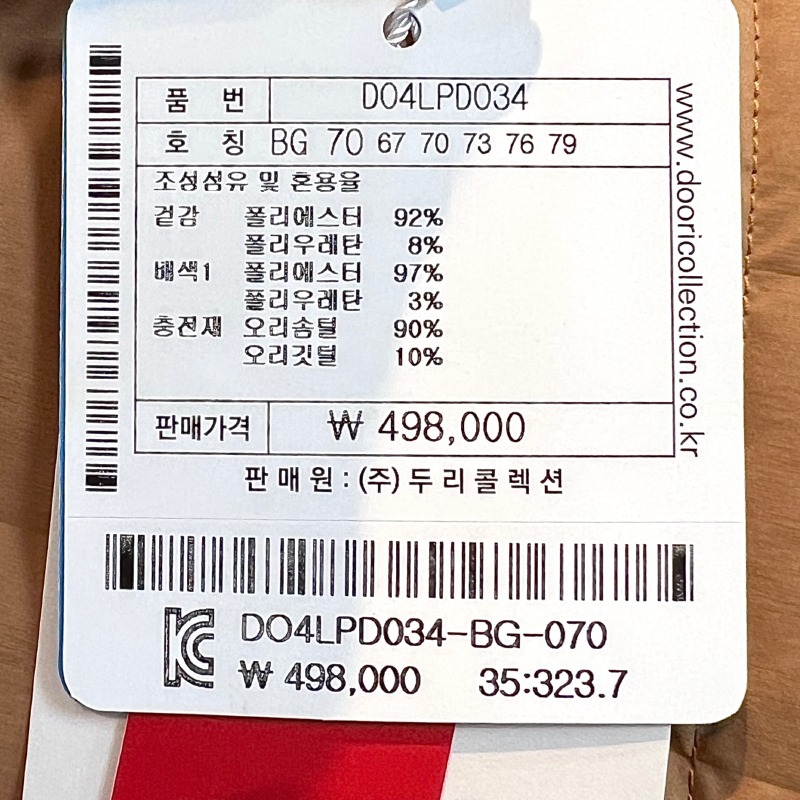 품 번 DO4LPD034
호 칭 BG 70 67 70 73 76 79
조성섬유 및 혼용율
겉감 폴리에스터 92%
폴리우레탄 8%
배색1 폴리에스터 97%
폴리우레탄 3%
충전재 오리솜털 90%
오리깃털 10%
판매가격 ₩ 498,000
판매원 : (주)두리콜렉션
www.dooricollection.co.kr
DO4LPD034-BG-070
₩ 498,000 35:323.7